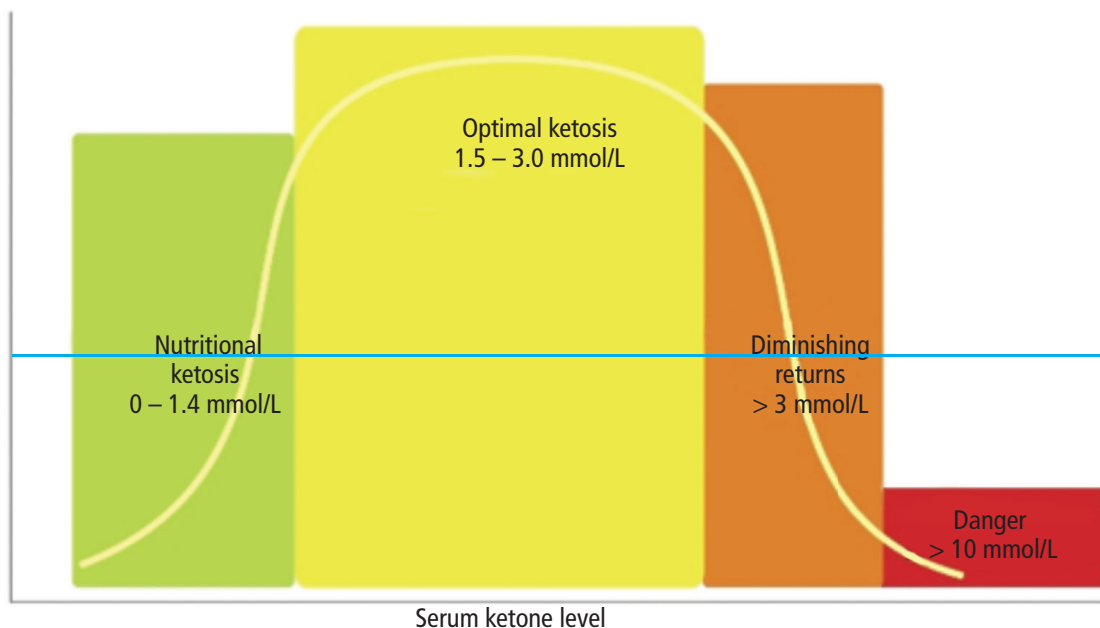 Optimal ketosis
1.5 – 3.0 mmol/L
Nutritional
ketosis
0 – 1.4 mmol/L
Diminishing
returns
> 3 mmol/L
Danger
> 10 mmol/L
Serum ketone level